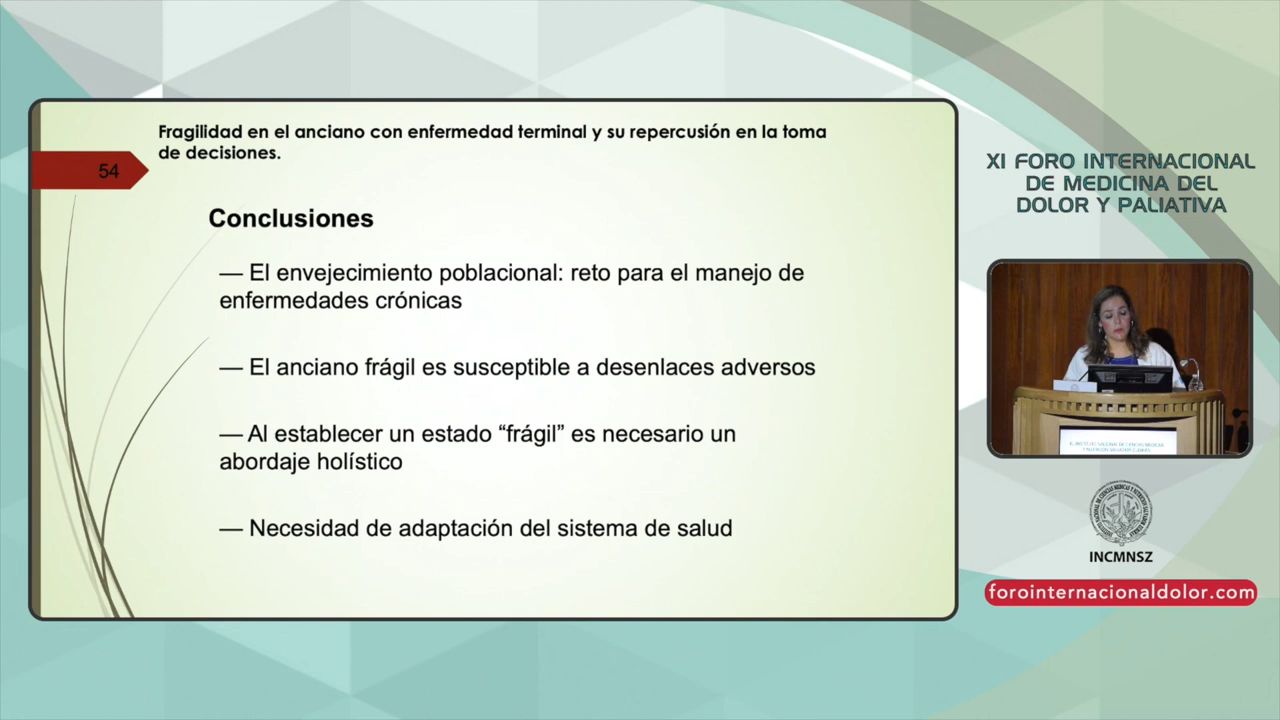 Fragilidad en el anciano con enfermedad terminal y su repercusión en la toma
de decisiones.
54
Conclusiones
— El envejecimiento poblacional: reto para el manejo de
enfermedades crónicas
— El anciano frágil es susceptible a desenlaces adversos
— Al establecer un estado “frágil” es necesario un
abordaje holístico
— Necesidad de adaptación del sistema de salud
XI FORO INTERNACIONAL
DE MEDICINA DEL
DOLOR Y PALIATIVA
INCMNSZ
forointernacionaldolor.com